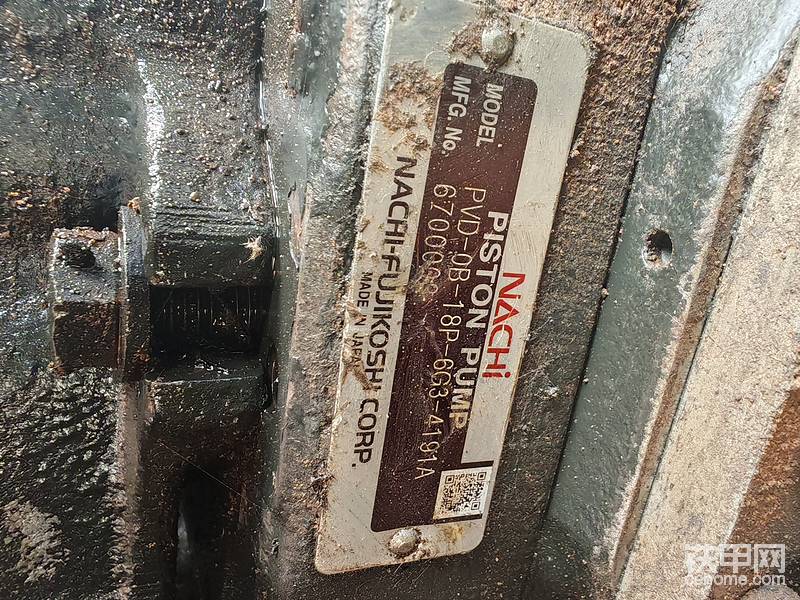 NACHi
PISTON PUMP
MODEL. PVD-0B-18P-6G3-4191A
MFG. No.
NACHI-FUJIKOSHI CORP.
MADE IN JAPAN
铁甲网
cehome.com